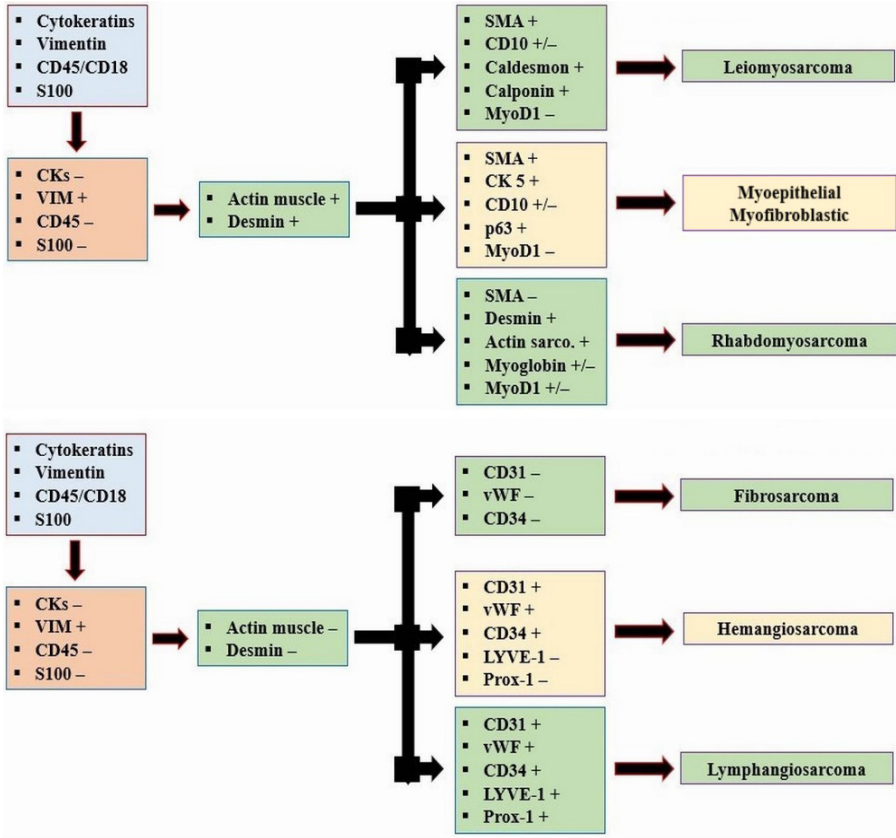 Cytokeratins
Vimentin
CD45/CD18
S100
CKs –
VIM +
CD45 –
S100 –
Actin muscle +
Desmin +
SMA +
CD10 +/–
Caldesmon +
Calponin +
MyoD1 –
Leiomyosarcoma
SMA +
CK 5 +
CD10 +/–
p63 +
MyoD1 –
Myoepithelial
Myofibroblastic
SMA –
Desmin +
Actin sarco. +
Myoglobin +/–
MyoD1 +/–
Rhabdomyosarcoma
Cytokeratins
Vimentin
CD45/CD18
S100
CKs –
VIM +
CD45 –
S100 –
Actin muscle –
Desmin –
CD31 –
vWF –
CD34 –
Fibrosarcoma
CD31 +
vWF +
CD34 +
LYVE-1 –
Prox-1 –
Hemangiosarcoma
CD31 +
vWF +
CD34 +
LYVE-1 +
Prox-1 +
Lymphangiosarcoma